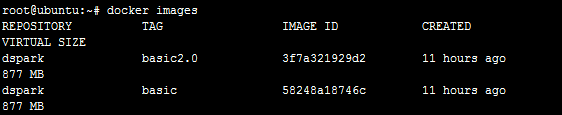 root@ubuntu:~# docker images
REPOSITORY TAG IMAGE ID CREATED
VIRTUAL SIZE
dspark basic2.0 3f7a321929d2 11 hours ago
877 MB
dspark basic 58248a18746c 11 hours ago
877 MB